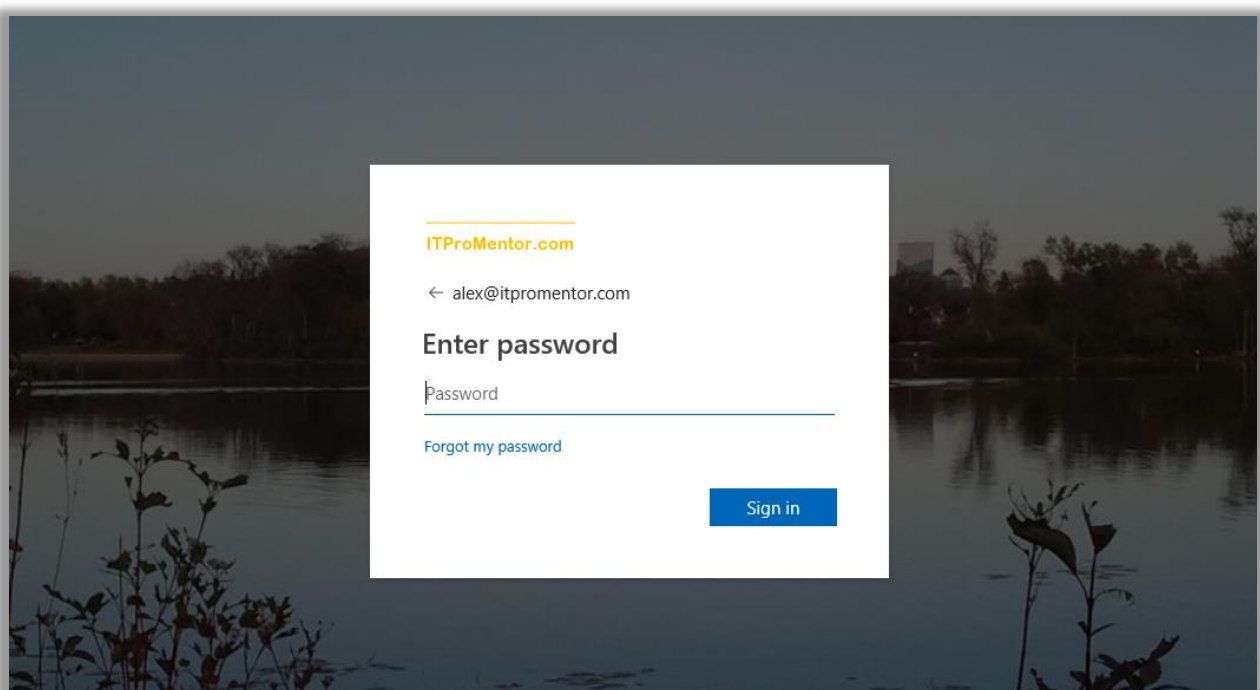 ITProMentor.com
← alex@itpromentor.com
Enter password
Password
Forgot my password
Sign in